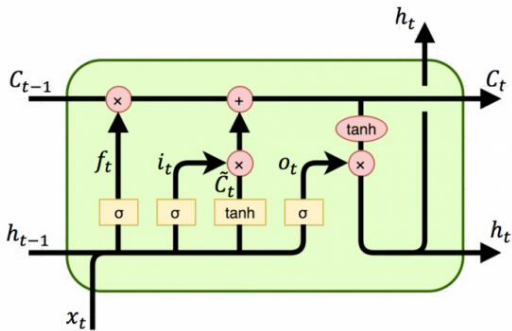 h_t
C_{t-1} × + C_t
tanh
f_t i_t × o_t ×
C̃_t
σ σ tanh σ
h_{t-1} h_t
x_t